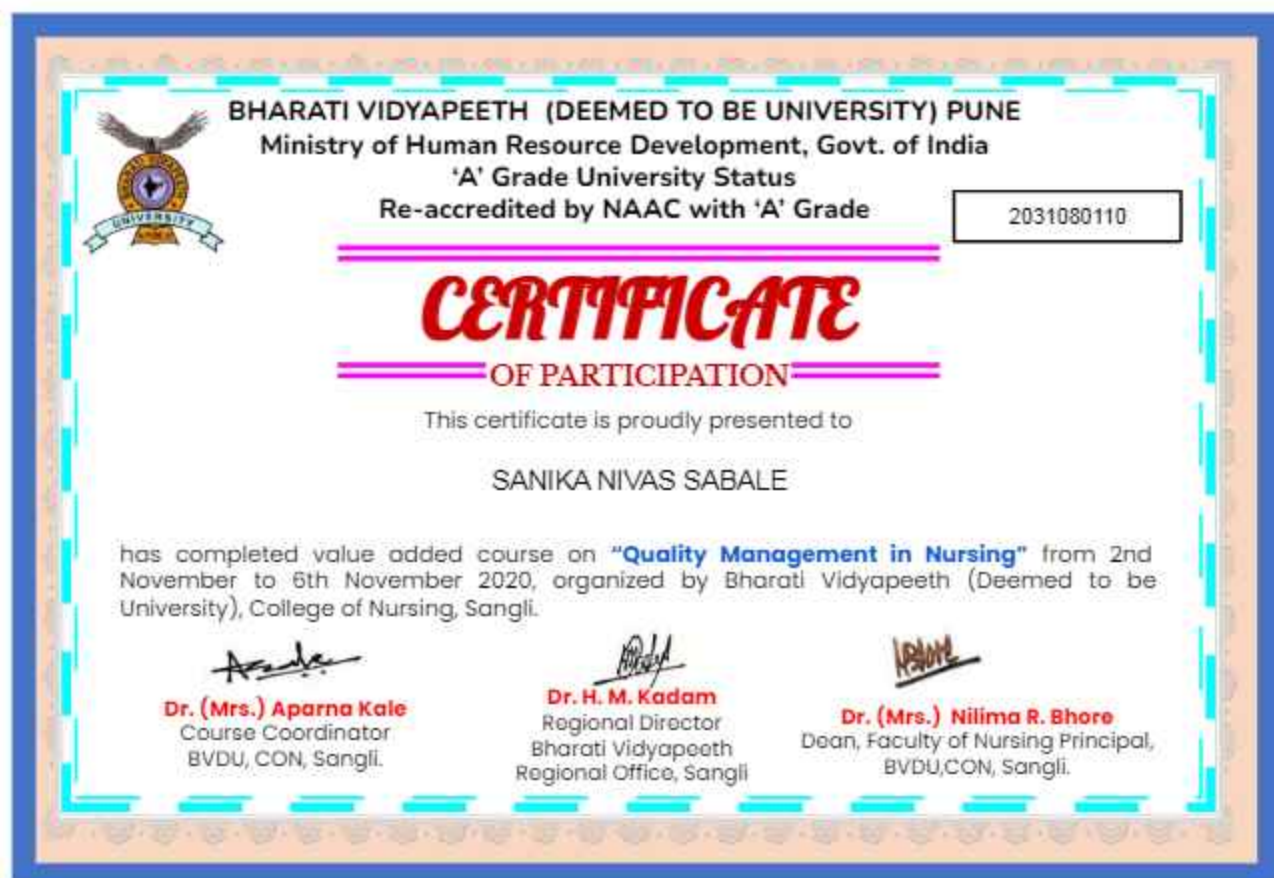 BHARATI VIDYAPEETH (DEEMED TO BE UNIVERSITY) PUNE
Ministry of Human Resource Development, Govt. of India
‘A’ Grade University Status
Re-accredited by NAAC with ‘A’ Grade
2031080110
BHARATI VIDYAPEETH
UNIVERSITY
CERTIFICATE
OF PARTICIPATION
This certificate is proudly presented to
SANIKA NIVAS SABALE
has completed value added course on “Quality Management in Nursing” from 2nd
November to 6th November 2020, organized by Bharati Vidyapeeth (Deemed to be
University), College of Nursing, Sangli.
Dr. (Mrs.) Aparna Kale
Course Coordinator
BVDU, CON, Sangli.
Dr. H. M. Kadam
Regional Director
Bharati Vidyapeeth
Regional Office, Sangli
Dr. (Mrs.) Nilima R. Bhore
Dean, Faculty of Nursing Principal,
BVDU,CON, Sangli.